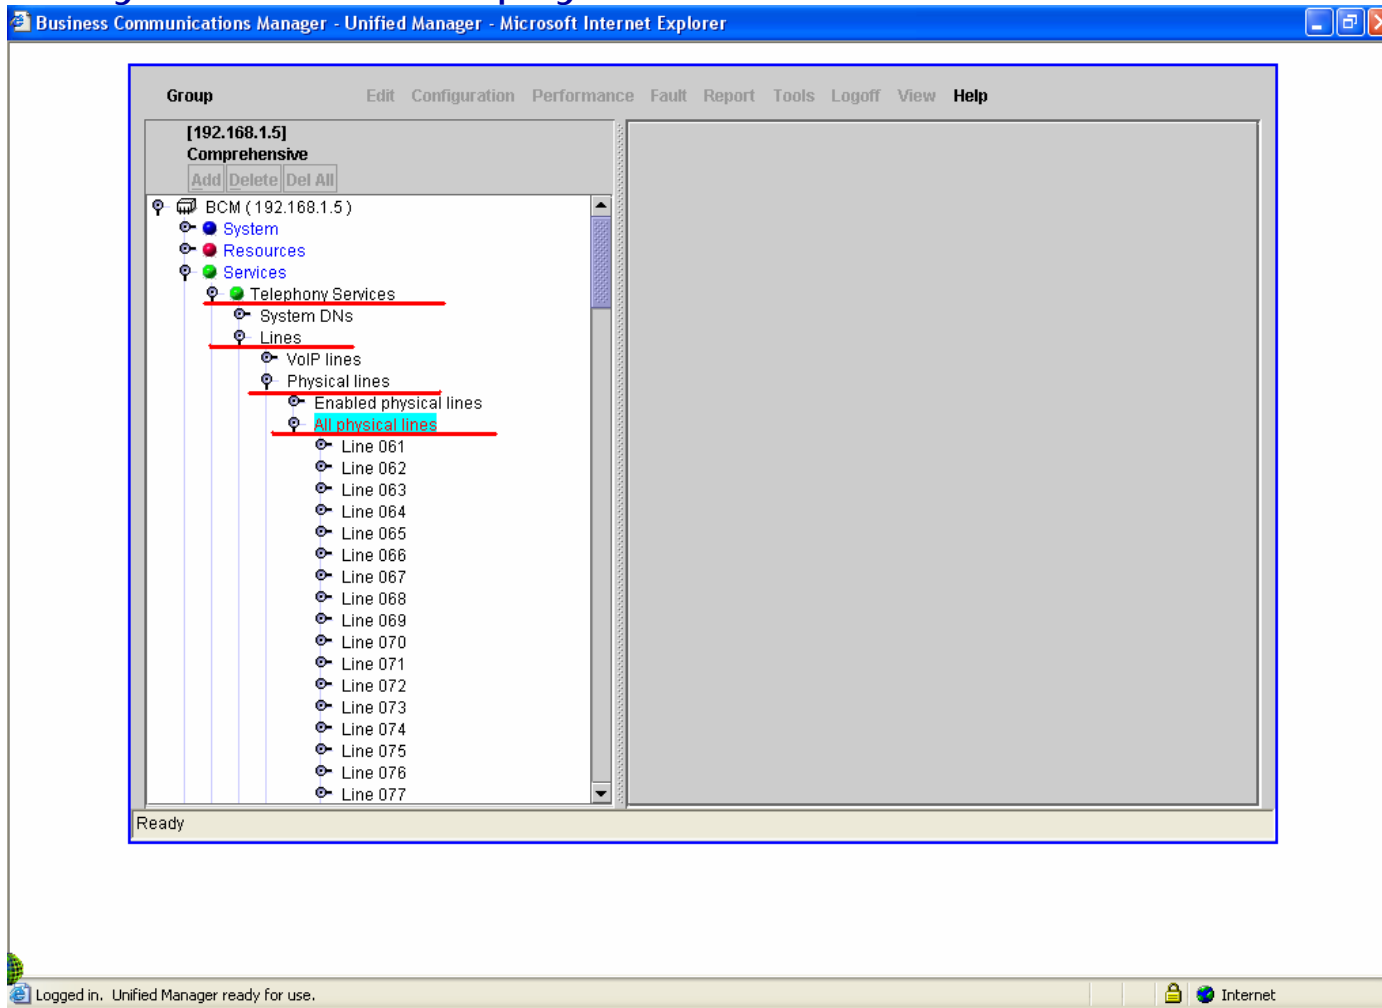 Business Communications Manager - Unified Manager - Microsoft Internet Explorer
Group Edit Configuration Performance Fault Report Tools Logoff View Help
[192.168.1.5]
Comprehensive
Add Delete Del All
BCM ( 192.168.1.5 )
System
Resources
Services
Telephony Services
System DNs
Lines
VoIP lines
Physical lines
Enabled physical lines
All physical lines
Line 061
Line 062
Line 063
Line 064
Line 065
Line 066
Line 067
Line 068
Line 069
Line 070
Line 071
Line 072
Line 073
Line 074
Line 075
Line 076
Line 077
Ready
Logged in. Unified Manager ready for use.
Internet